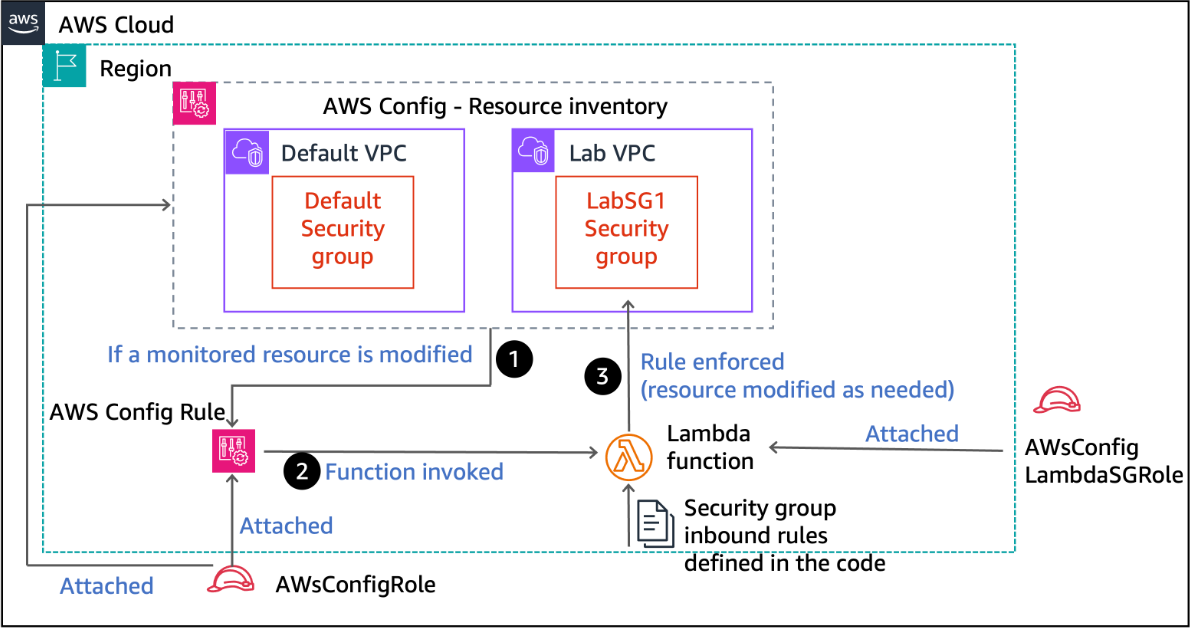 aws
AWS Cloud
Region
AWS Config - Resource inventory
Default VPC
Default
Security
group
Lab VPC
LabSG1
Security
group
If a monitored resource is modified
1
3
Rule enforced
(resource modified as needed)
AWS Config Rule
2
Function invoked
Lambda
function
Attached
AWsConfig
LambdaSGRole
Attached
Security group
inbound rules
defined in the code
Attached
AWsConfigRole